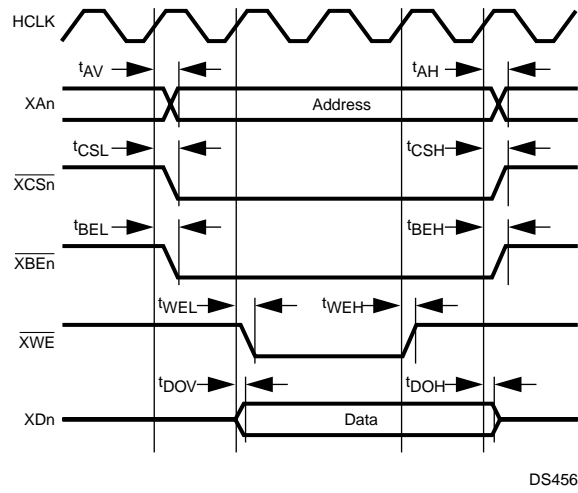 HCLK
tAV
tAH
XAn
Address
tCSL
tCSH
XCSn
tBEL
tBEH
XBEn
tWEL
tWEH
XWE
tDOV
tDOH
XDn
Data
DS456